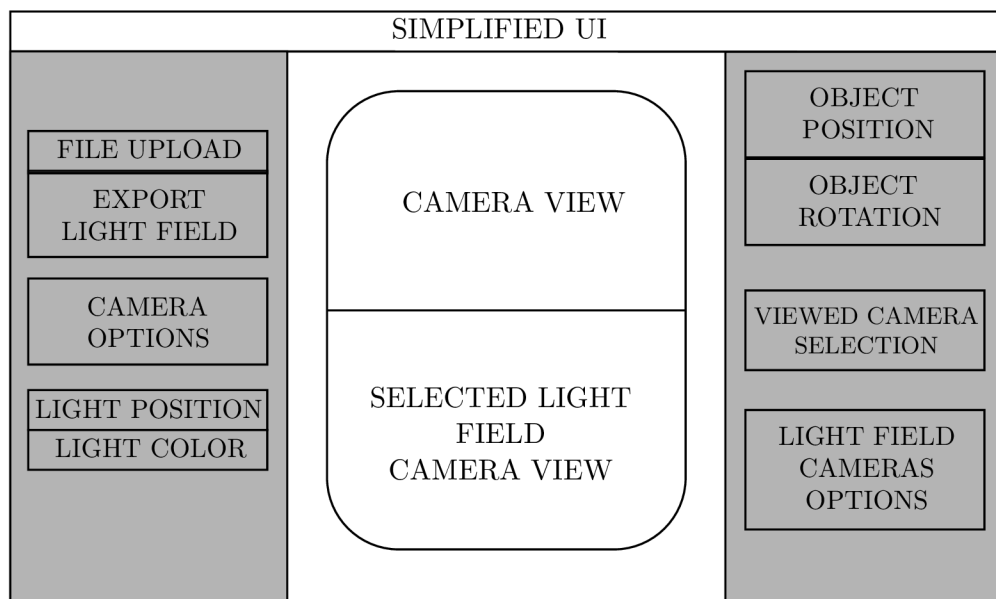 SIMPLIFIED UI
FILE UPLOAD
EXPORT
LIGHT FIELD
CAMERA
OPTIONS
LIGHT POSITION
LIGHT COLOR
CAMERA VIEW
SELECTED LIGHT
FIELD
CAMERA VIEW
OBJECT
POSITION
OBJECT
ROTATION
VIEWED CAMERA
SELECTION
LIGHT FIELD
CAMERAS
OPTIONS